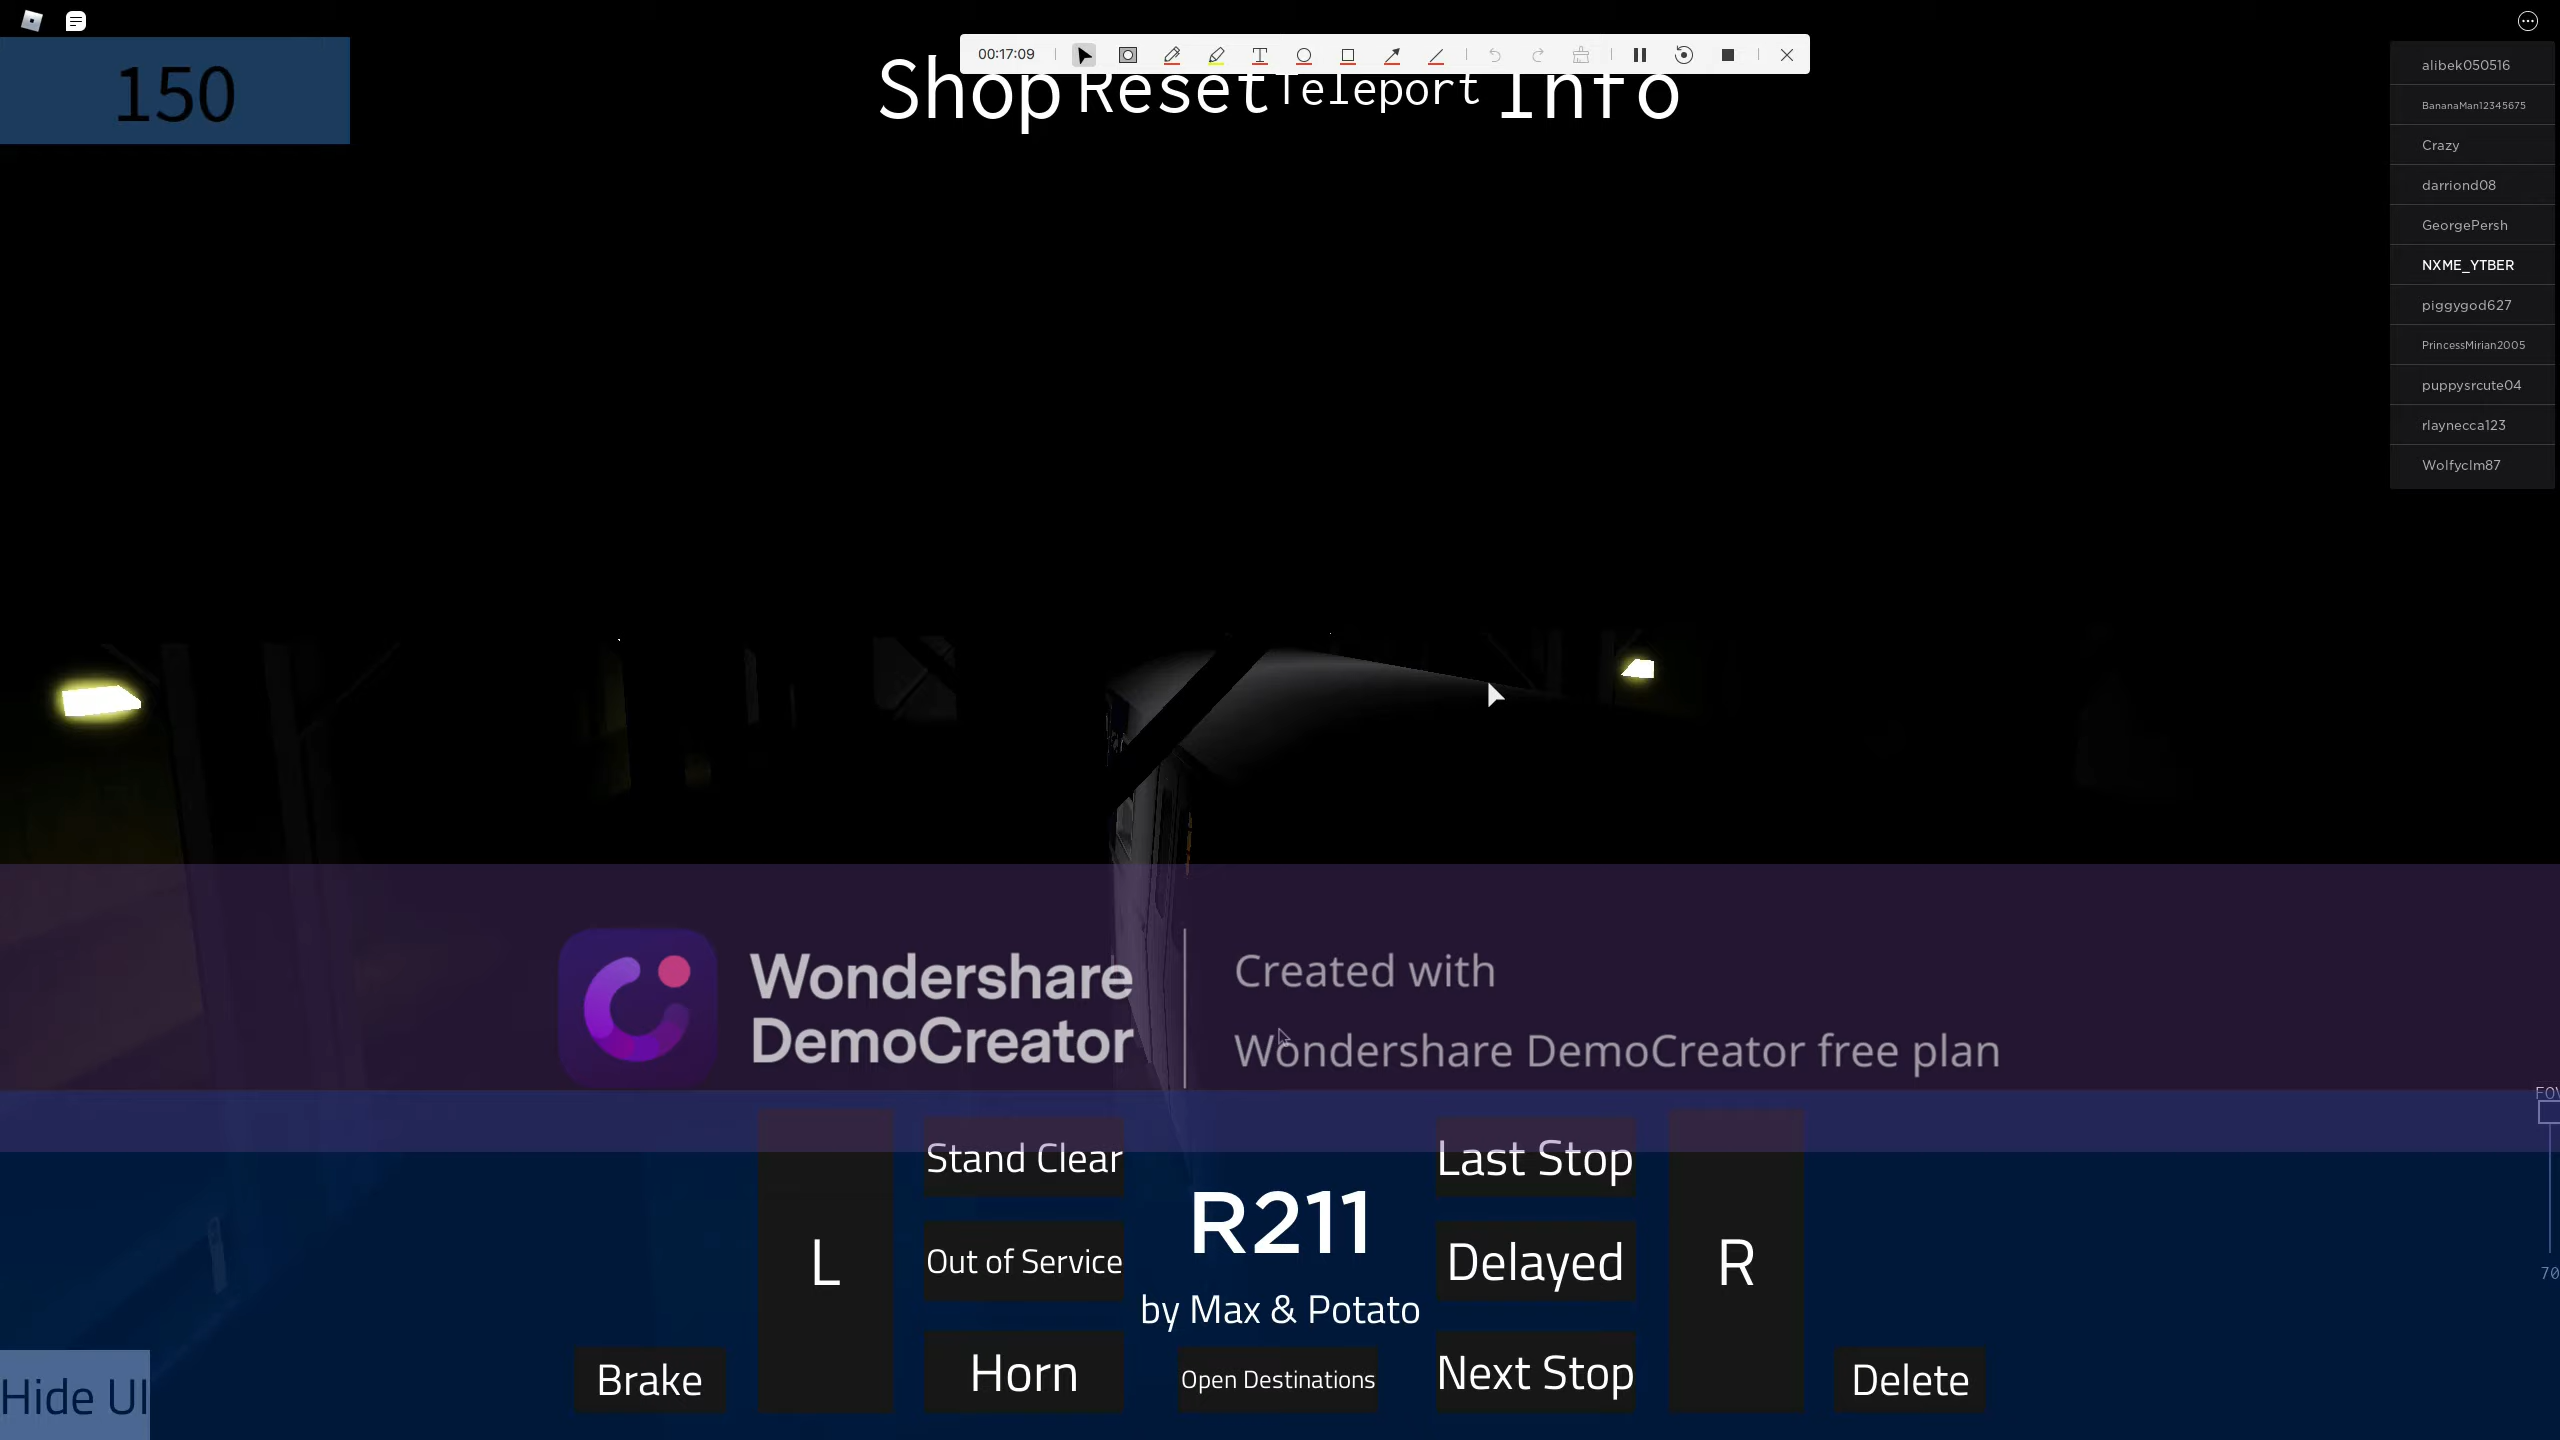 00:17:09
150
Shop Reset Teleport Info
alibek050516
BananaMan12345675
Crazy
darriond08
GeorgePersh
NXME_YTBER
piggygod627
PrincessMirian2005
puppysrcute04
rlaynecca123
Wolfyclm87
Wondershare
DemoCreator
Created with
Wondershare DemoCreator free plan
Stand Clear
Last Stop
L
Out of Service
R211
Delayed
R
by Max & Potato
Brake
Horn
Open Destinations
Next Stop
Delete
Hide UI
70